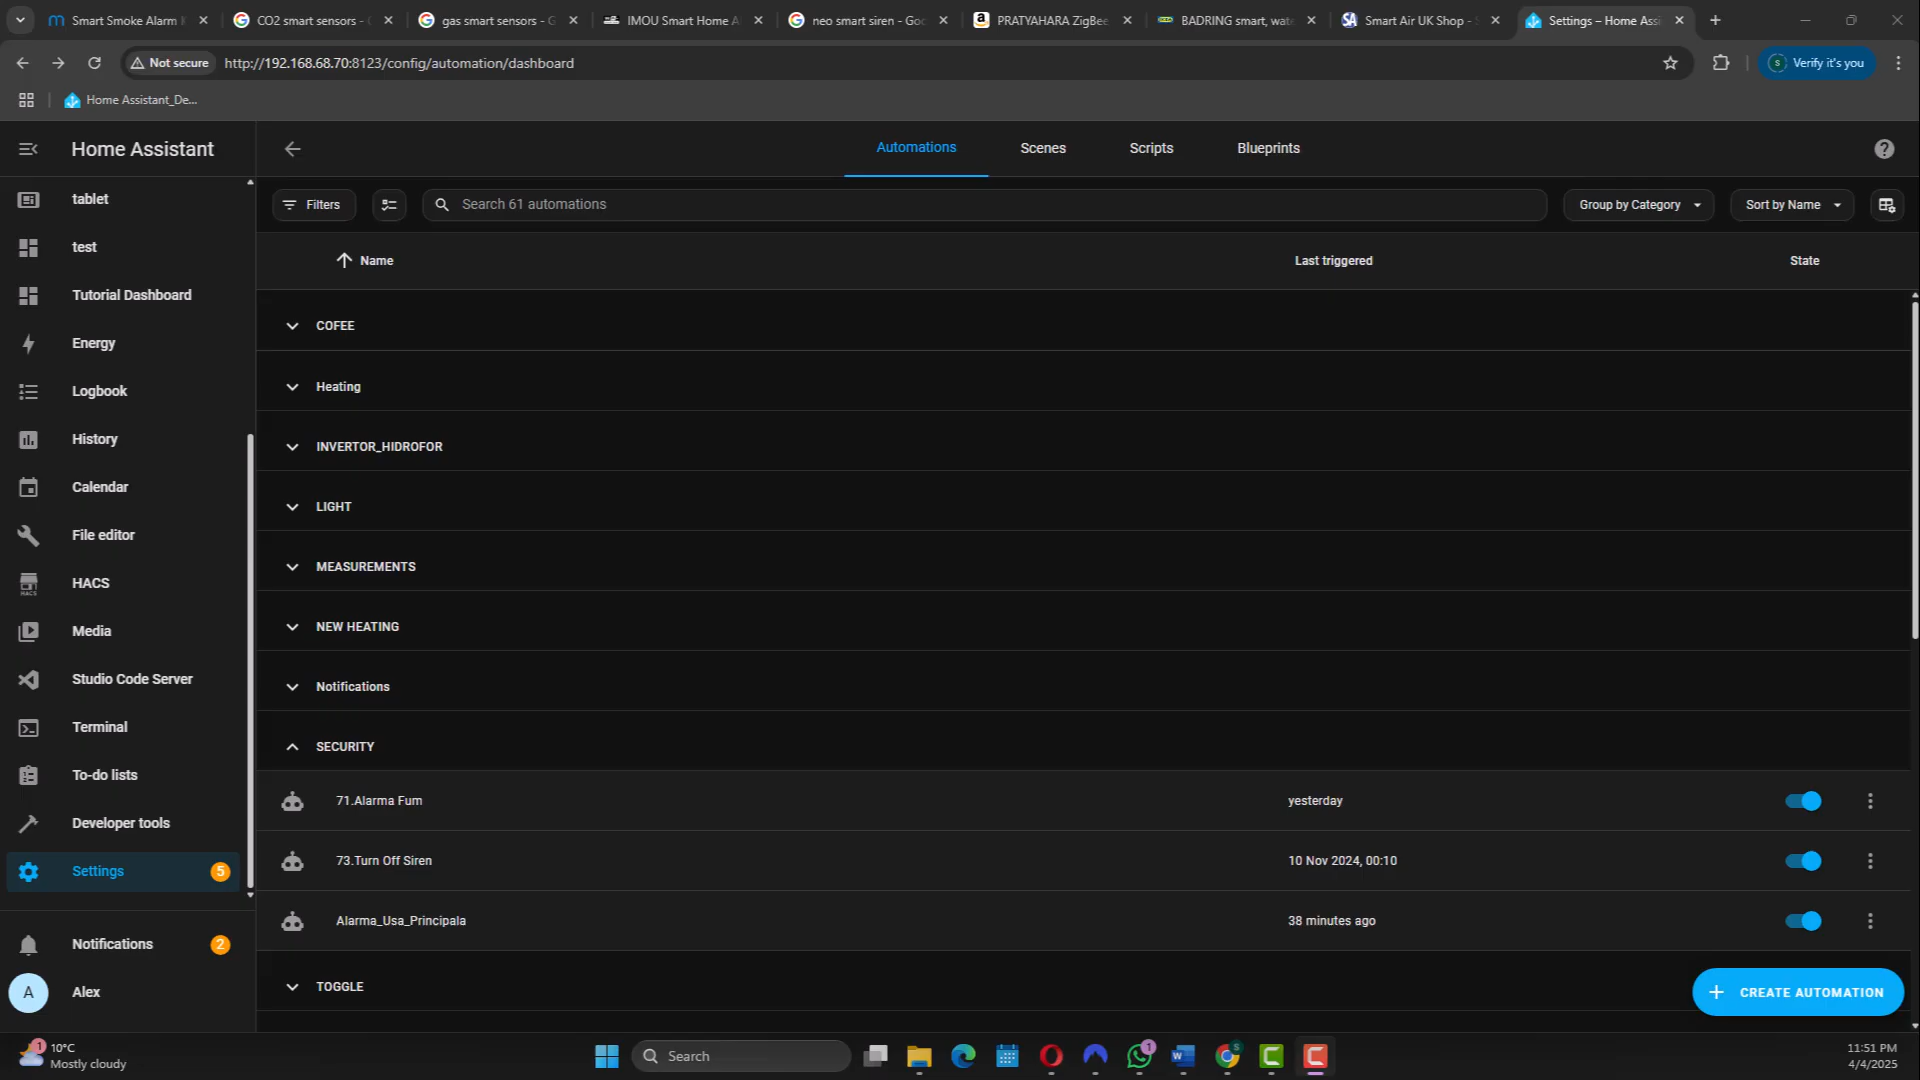 Smart Smoke Alarm
CO2 smart sensors -
gas smart sensors - G
IMOU Smart Home A
neo smart siren - Goo
PRATYAHARA ZigBee
BADRING smart, wate
Smart Air UK Shop - S
Settings – Home Assi
Not secure
http://192.168.68.70:8123/config/automation/dashboard
Verify it's you
Home Assistant_De...
Home Assistant
Automations
Scenes
Scripts
Blueprints
tablet
test
Tutorial Dashboard
Energy
Logbook
History
Calendar
File editor
HACS
Media
Studio Code Server
Terminal
To-do lists
Developer tools
Settings
5
Notifications
2
A
Alex
Filters
Search 61 automations
Group by Category
Sort by Name
Name
Last triggered
State
COFEE
Heating
INVERTOR_HIDROFOR
LIGHT
MEASUREMENTS
NEW HEATING
Notifications
SECURITY
71.Alarma Fum
yesterday
73.Turn Off Siren
10 Nov 2024, 00:10
Alarma_Usa_Principala
38 minutes ago
TOGGLE
CREATE AUTOMATION
1
10°C
Mostly cloudy
Search
1
11:51 PM
4/4/2025